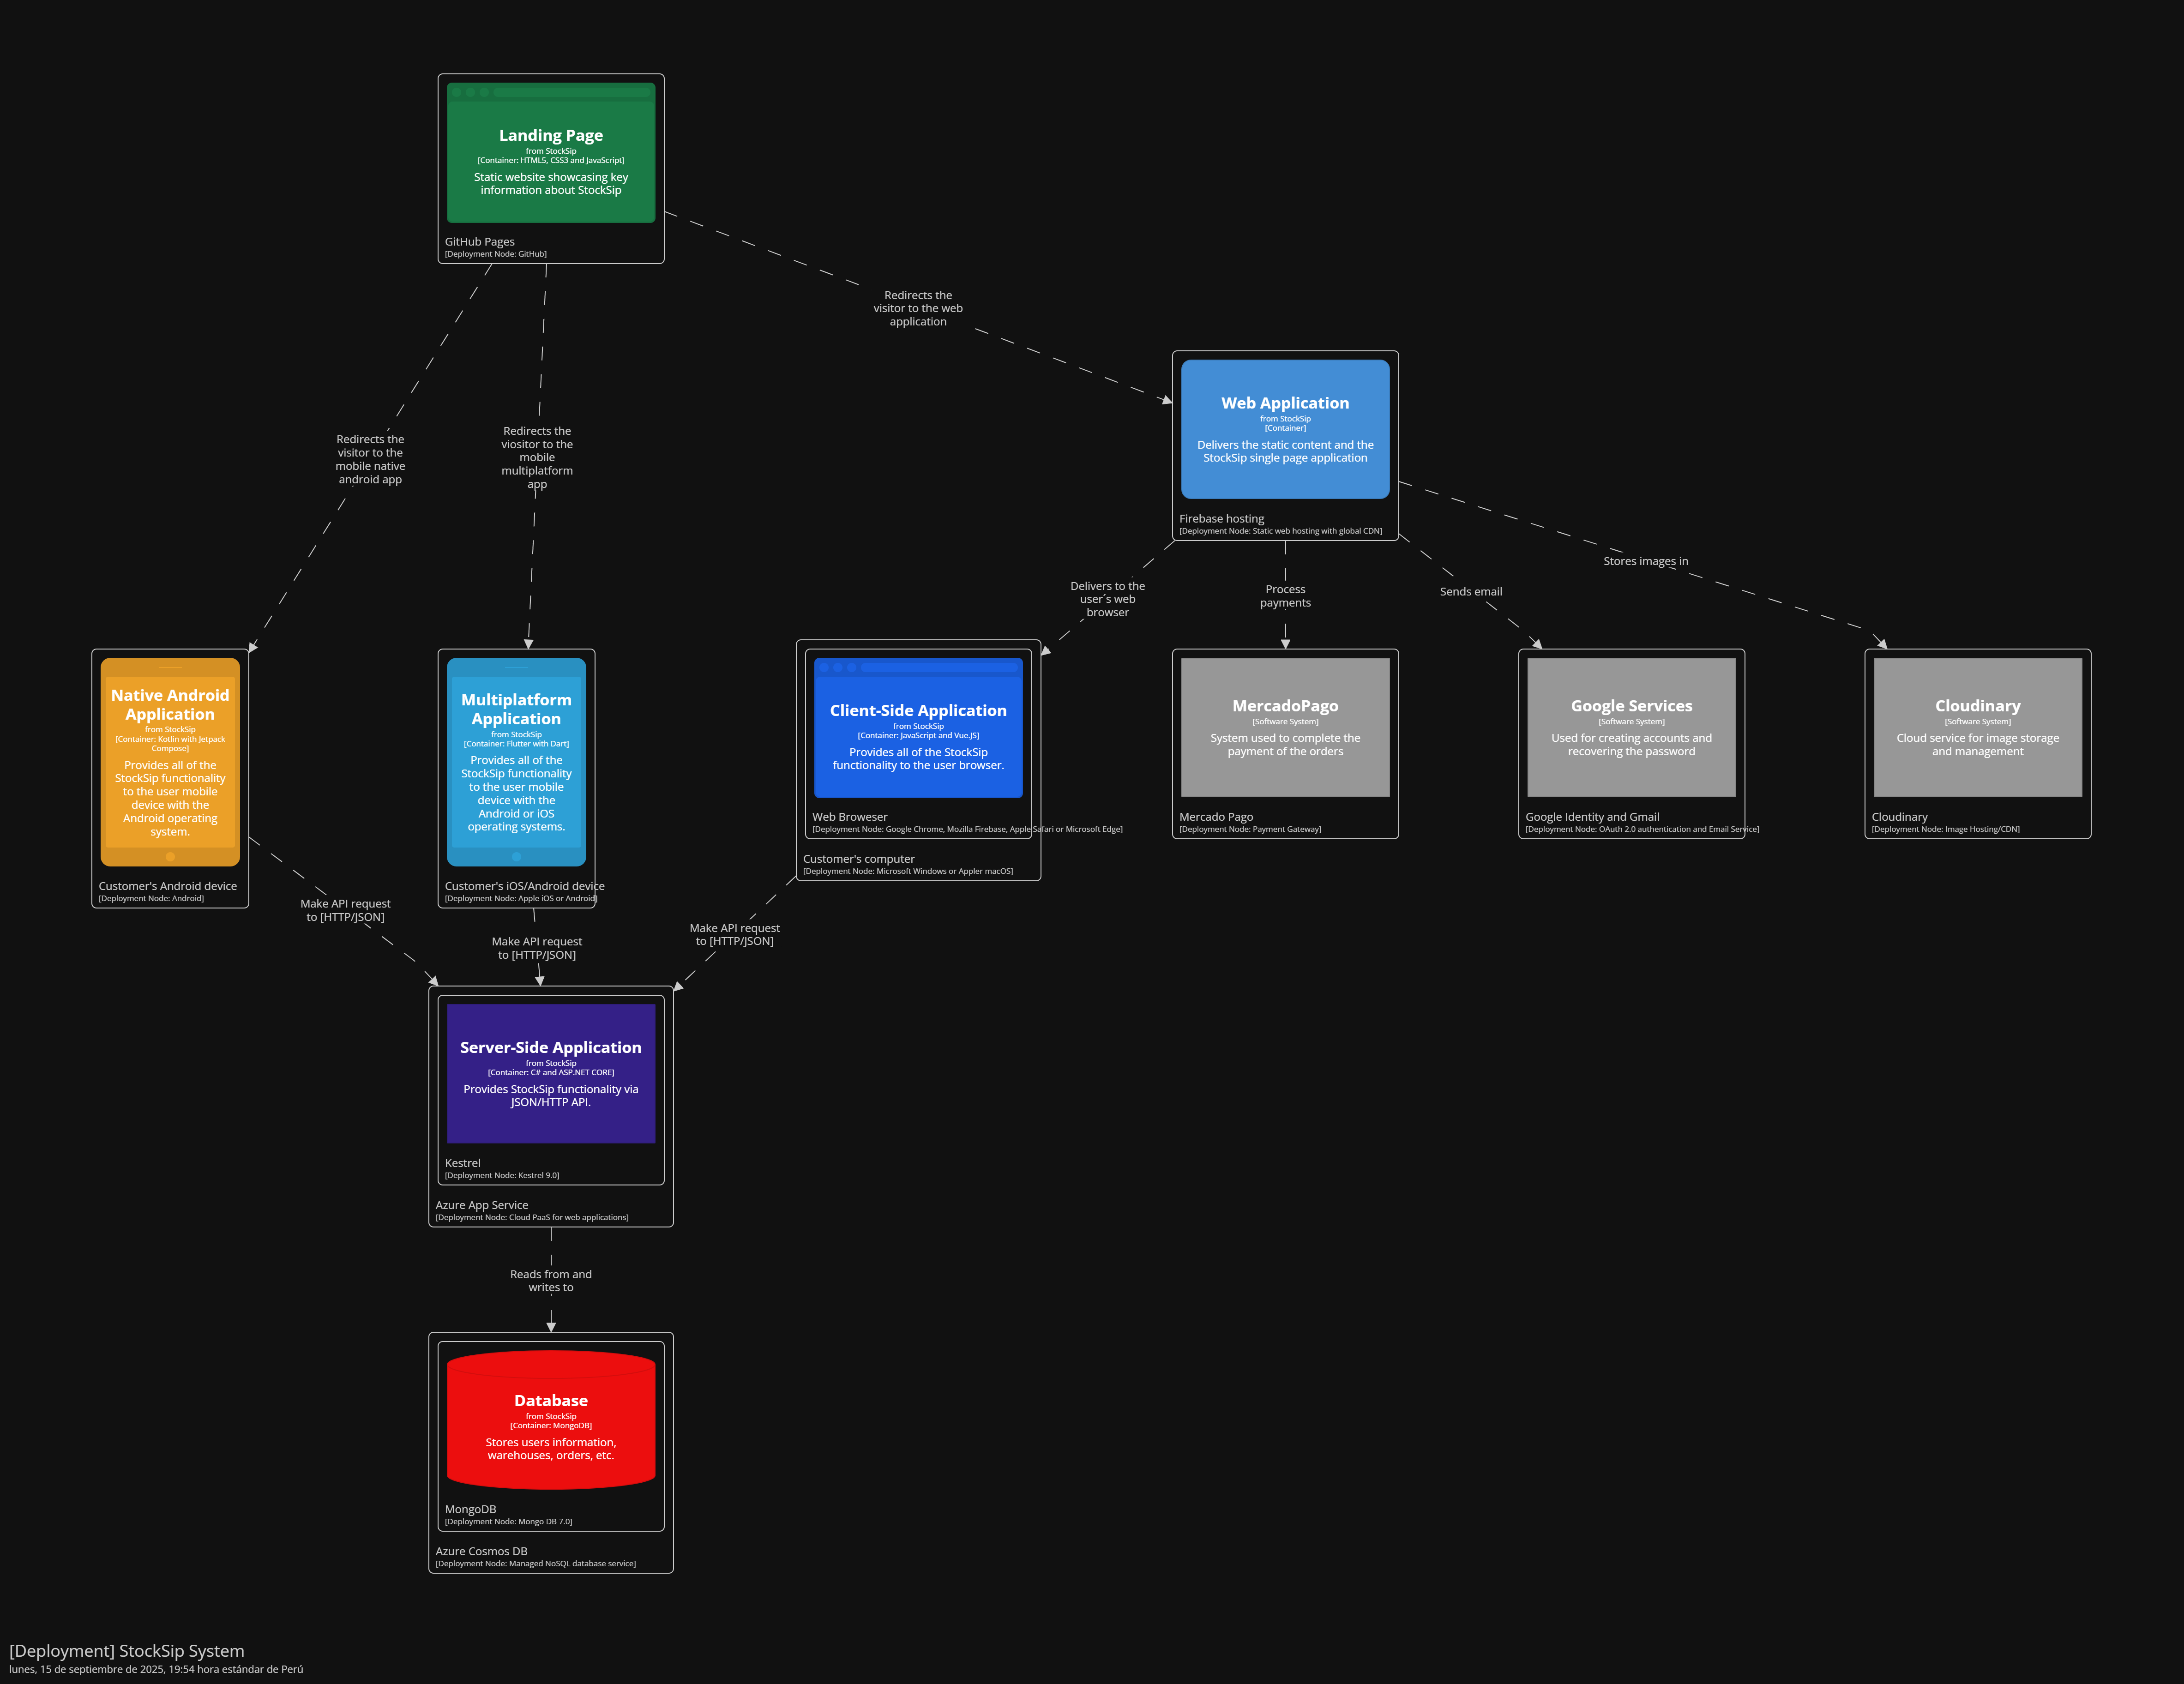 Landing Page
from StockSip
[Container: HTML5, CSS3 and JavaScript]
Static website showcasing key
information about StockSip
GitHub Pages
[Deployment Node: GitHub]
Redirects the
visitor to the web
application
Redirects the
visitor to the
mobile native
android app
Redirects the
viositor to the
mobile
multiplatform
app
Web Application
from StockSip
[Container]
Delivers the static content and the
StockSip single page application
Firebase hosting
[Deployment Node: Static web hosting with global CDN]
Delivers to the
user´s web
browser
Process
payments
Sends email
Stores images in
Native Android
Application
from StockSip
[Container: Kotlin with Jetpack
Compose]
Provides all of the
StockSip functionality
to the user mobile
device with the
Android operating
system.
Customer's Android device
[Deployment Node: Android]
Multiplatform
Application
from StockSip
[Container: Flutter with Dart]
Provides all of the
StockSip functionality
to the user mobile
device with the
Android or iOS
operating systems.
Customer's iOS/Android device
[Deployment Node: Apple iOS or Android]
Client-Side Application
from StockSip
[Container: JavaScript and Vue.JS]
Provides all of the StockSip
functionality to the user browser.
Web Broweser
[Deployment Node: Google Chrome, Mozilla Firebase, Apple Safari or Microsoft Edge]
Customer's computer
[Deployment Node: Microsoft Windows or Appler macOS]
MercadoPago
[Software System]
System used to complete the
payment of the orders
Mercado Pago
[Deployment Node: Payment Gateway]
Google Services
[Software System]
Used for creating accounts and
recovering the password
Google Identity and Gmail
[Deployment Node: OAuth 2.0 authentication and Email Service]
Cloudinary
[Software System]
Cloud service for image storage
and management
Cloudinary
[Deployment Node: Image Hosting/CDN]
Make API request
to [HTTP/JSON]
Make API request
to [HTTP/JSON]
Make API request
to [HTTP/JSON]
Server-Side Application
from StockSip
[Container: C# and ASP.NET CORE]
Provides StockSip functionality via
JSON/HTTP API.
Kestrel
[Deployment Node: Kestrel 9.0]
Azure App Service
[Deployment Node: Cloud PaaS for web applications]
Reads from and
writes to
Database
from StockSip
[Container: MongoDB]
Stores users information,
warehouses, orders, etc.
MongoDB
[Deployment Node: Mongo DB 7.0]
Azure Cosmos DB
[Deployment Node: Managed NoSQL database service]
[Deployment] StockSip System
lunes, 15 de septiembre de 2025, 19:54 hora estándar de Perú